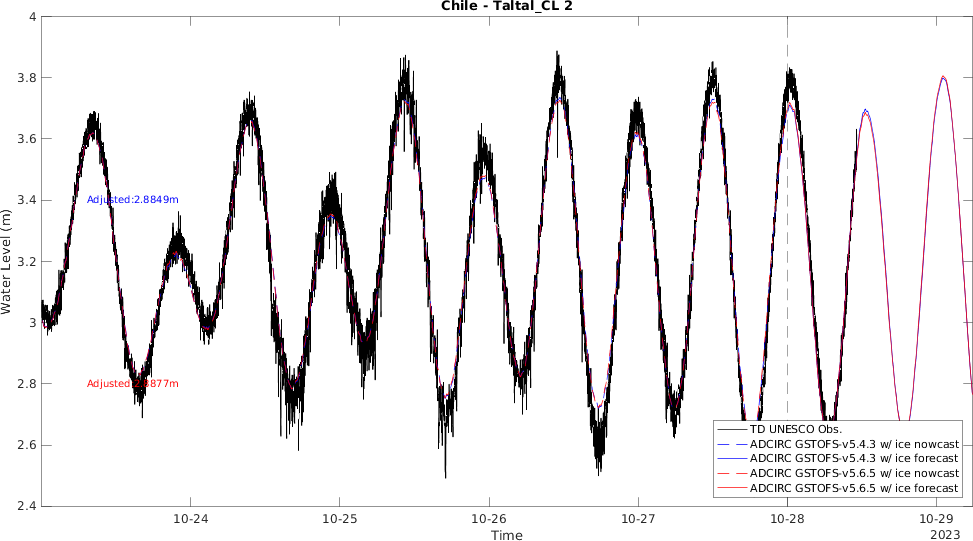 Chile - Taltal_CL 2
4
3.8
3.6
3.4
3.2
3
2.8
2.6
2.4
Water Level (m)
Adjusted:2.8849m
Adjusted:2.8877m
TD UNESCO Obs.
ADCIRC GSTOFS-v5.4.3 w/ ice nowcast
ADCIRC GSTOFS-v5.4.3 w/ ice forecast
ADCIRC GSTOFS-v5.6.5 w/ ice nowcast
ADCIRC GSTOFS-v5.6.5 w/ ice forecast
10-24
10-25
10-26
10-27
10-28
10-29
Time
2023